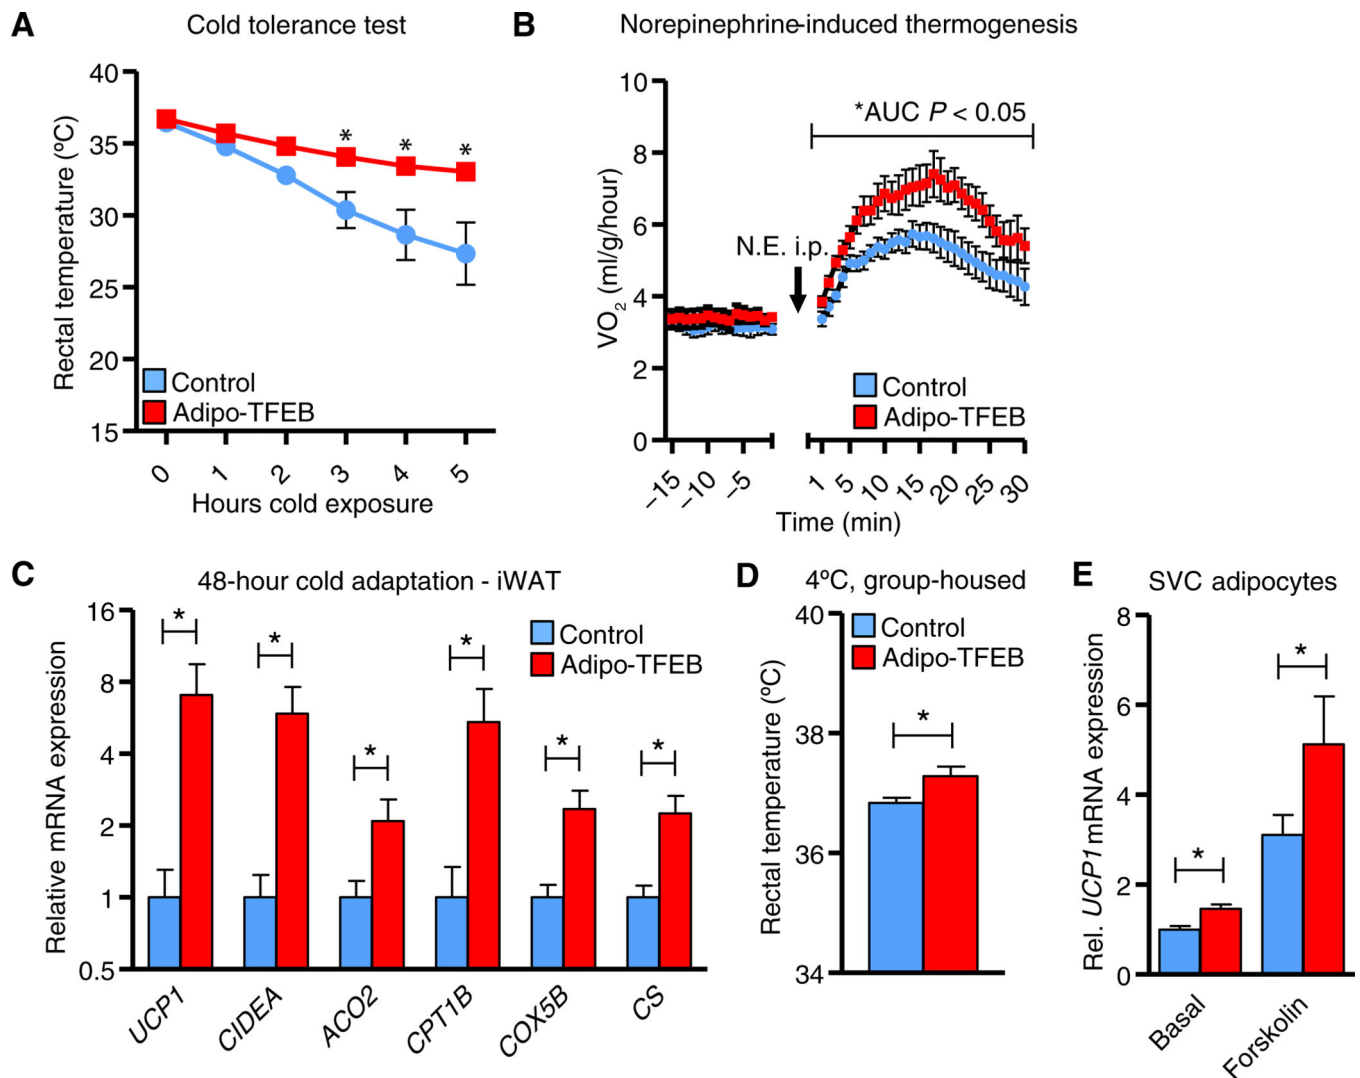 A
Cold tolerance test
Rectal temperature (ºC)
40
35
30
25
20
15
* * *
Control
Adipo-TFEB
0 1 2 3 4 5
Hours cold exposure
B
Norepinephrine-induced thermogenesis
VO2 (ml/g/hour)
10
8
6
4
2
0
*AUC P < 0.05
N.E. i.p.
Control
Adipo-TFEB
−15 −10 −5 1 5 10 15 20 25 30
Time (min)
C
48-hour cold adaptation - iWAT
Relative mRNA expression
16
8
4
2
1
0.5
* * * * * *
Control
Adipo-TFEB
UCP1 CIDEA ACO2 CPT1B COX5B CS
D
4ºC, group-housed
Rectal temperature (ºC)
40
38
36
34
Control
Adipo-TFEB
*
E
SVC adipocytes
Rel. UCP1 mRNA expression
8
6
4
2
0
* *
Basal Forskolin